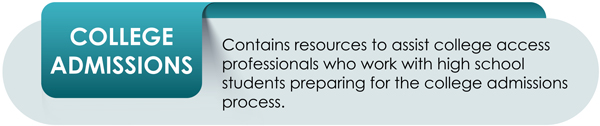 COLLEGE
ADMISSIONS
Contains resources to assist college access
professionals who work with high school
students preparing for the college admissions
process.